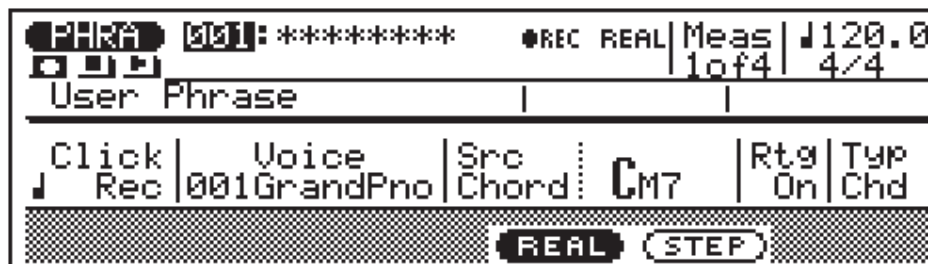 PHRA 001:******** ●REC REAL Meas ♩120.0
1of4 4/4
User Phrase
Click Voice Src CM7 Rtg Typ
♩ Rec 001GrandPno Chord On Chd
REAL STEP